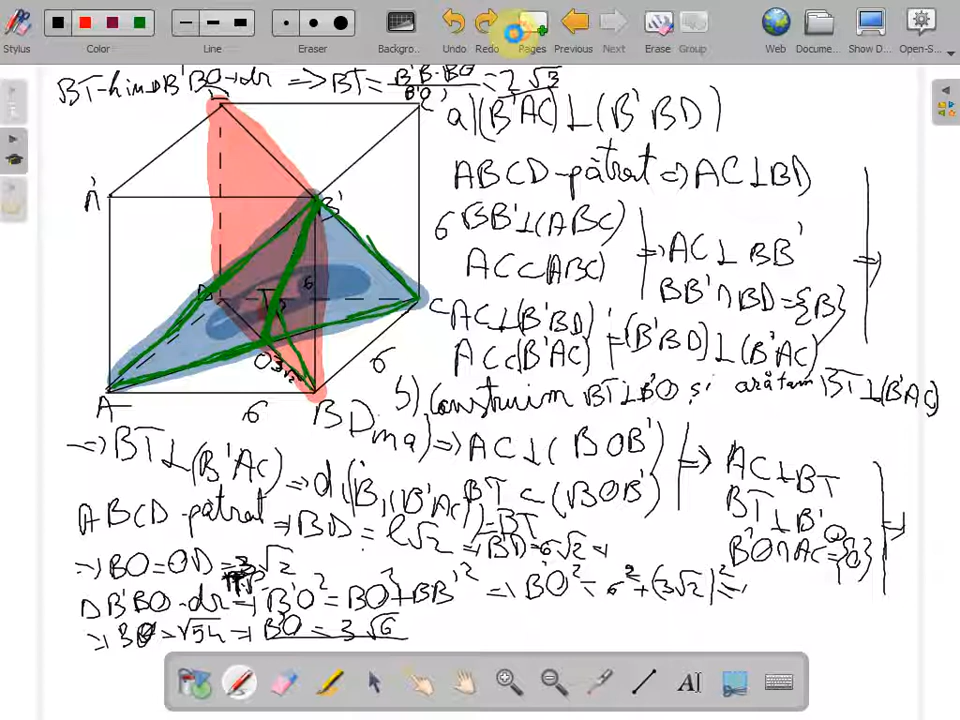 Stylus Color Line Eraser Backgro... Undo Redo Pages Previous Next Erase Group Web Docume... Show D... Open-S...
BT-h în Δ B'BO-dr => BT = B'B·BO / B'O = 2√3
a) (B'AC) ⊥ (B'BD)
ABCD-pătrat => AC ⊥ BD
BB' ⊥ (ABC)
AC ⊂ (ABC)
=> AC ⊥ BB'
BB' ∩ BD = {B}
=>
AC ⊥ (B'BD)
AC ⊂ (B'AC)
(B'BD) ⊥ (B'AC)
b) Construim BT ⊥ B'O și arătăm BT ⊥ (B'AC)
Din a) => AC ⊥ (BOB')
BT ⊂ (BOB')
=> AC ⊥ BT
BT ⊥ B'O
B'O ∩ AC = {O}
=>
=> BT ⊥ (B'AC) => d(B, (B'AC)) = BT
ABCD-pătrat => BD = l√2 => BD = 6√2 =>
=> BO = OD = 3√2
Δ B'BO-dr => B'O² = BO² + BB'² => B'O² = 6² + (3√2)² =>
=> B'O = √54 => B'O = 3√6
A'
C'
B'
D
T
6
C
O
3√2
6
A
6
B